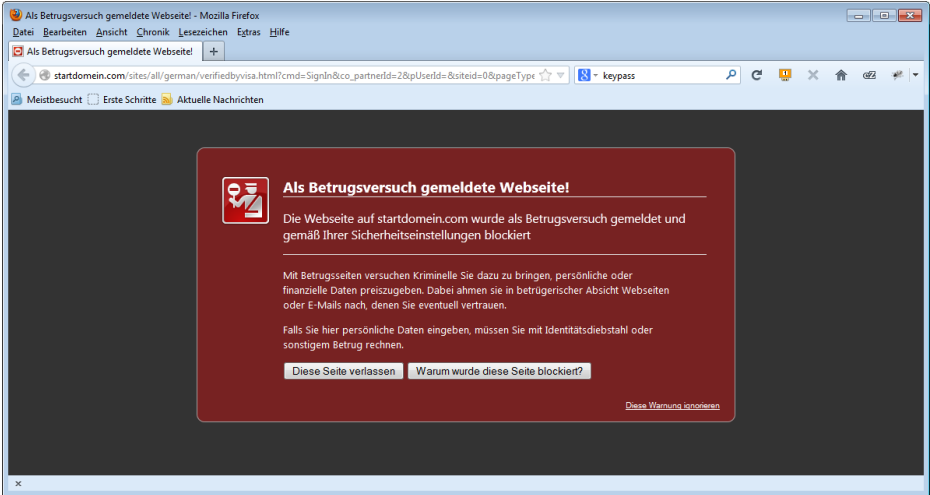 Als Betrugsversuch gemeldete Webseite! - Mozilla Firefox
Datei Bearbeiten Ansicht Chronik Lesezeichen Extras Hilfe
Als Betrugsversuch gemeldete Webseite! +
startdomein.com/sites/all/german/verifiedbyvisa.html?cmd=SignIn&co_partnerId=2&pUserId=&siteid=0&pageType keypass
Meistbesucht Erste Schritte Aktuelle Nachrichten
Als Betrugsversuch gemeldete Webseite!
Die Webseite auf startdomein.com wurde als Betrugsversuch gemeldet und
gemäß Ihrer Sicherheitseinstellungen blockiert
Mit Betrugsseiten versuchen Kriminelle Sie dazu zu bringen, persönliche oder
finanzielle Daten preiszugeben. Dabei ahmen sie in betrügerischer Absicht Webseiten
oder E-Mails nach, denen Sie eventuell vertrauen.
Falls Sie hier persönliche Daten eingeben, müssen Sie mit Identitätsdiebstahl oder
sonstigem Betrug rechnen.
Diese Seite verlassen Warum wurde diese Seite blockiert?
Diese Warnung ignorieren